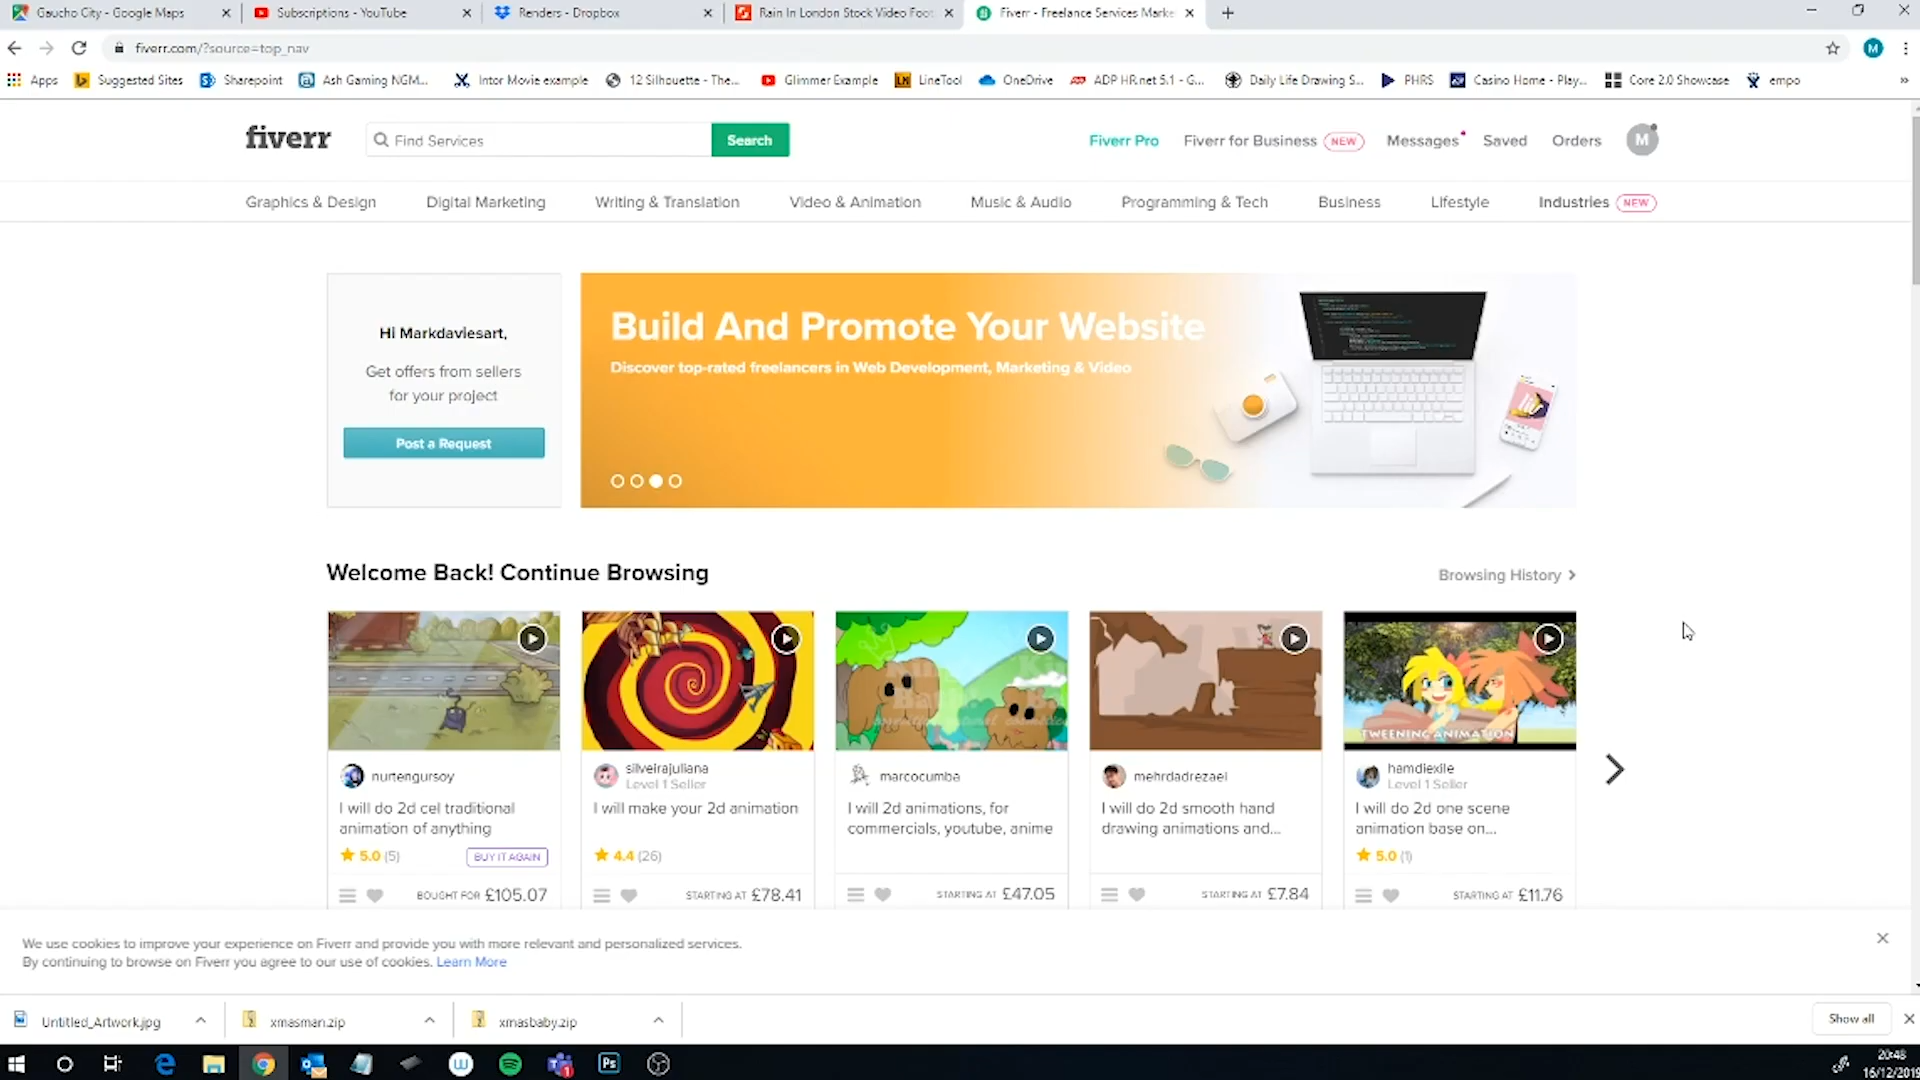 Gaucho City - Google Maps
Subscriptions - YouTube
Renders - Dropbox
Rain In London Stock Video Foot
Fiverr - Freelance Services Marke
fiverr.com/?source=top_nav
M
Apps
Suggested Sites
Sharepoint
Ash Gaming NGM...
Intor Movie example
12 Silhouette - The...
Glimmer Example
LineTool
OneDrive
ADP HR.net 5.1 - G...
Daily Life Drawing S...
PHRS
Casino Home - Play...
Core 2.0 Showcase
empo
fiverr
Find Services
Search
Fiverr Pro
Fiverr for Business NEW
Messages
Saved
Orders
M
Graphics & Design
Digital Marketing
Writing & Translation
Video & Animation
Music & Audio
Programming & Tech
Business
Lifestyle
Industries NEW
Hi Markdaviesart,
Get offers from sellers
for your project
Post a Request
Build And Promote Your Website
Discover top-rated freelancers in Web Development, Marketing & Video
Welcome Back! Continue Browsing
Browsing History
TWEENING ANIMATION
nurtengursoy
I will do 2d cel traditional
animation of anything
5.0 (5)
BUY IT AGAIN
BOUGHT FOR £105.07
silveirajuliana
Level 1 Seller
I will make your 2d animation
4.4 (26)
STARTING AT £78.41
marcocumba
I will 2d animations, for
commercials, youtube, anime
STARTING AT £47.05
mehrdadrezaei
I will do 2d smooth hand
drawing animations and...
STARTING AT £7.84
hamdiexile
Level 1 Seller
I will do 2d one scene
animation base on...
5.0 (1)
STARTING AT £11.76
We use cookies to improve your experience on Fiverr and provide you with more relevant and personalized services.
By continuing to browse on Fiverr you agree to our use of cookies. Learn More
Untitled_Artwork.jpg
xmasman.zip
xmasbaby.zip
Show all
Ps
20:48
16/12/2019